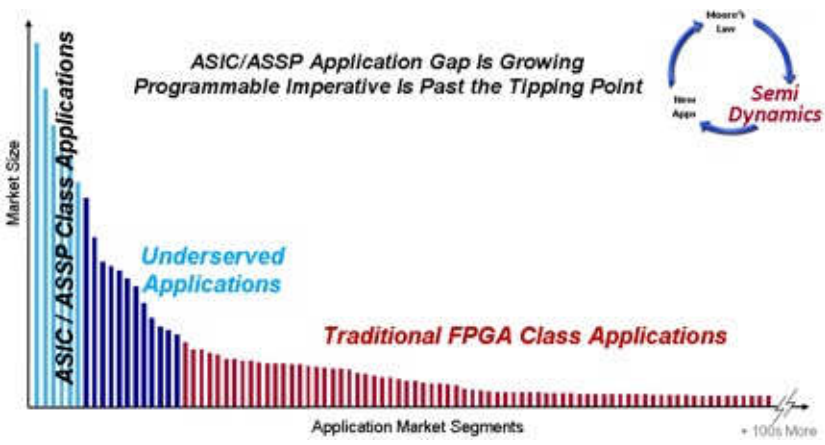 ASIC/ASSP Application Gap Is Growing
Programmable Imperative Is Past the Tipping Point
Moore's
Law
Semi
Dynamics
New
Apps
Market Size
ASIC / ASSP Class Applications
Underserved
Applications
Traditional FPGA Class Applications
Application Market Segments
+ 100s More